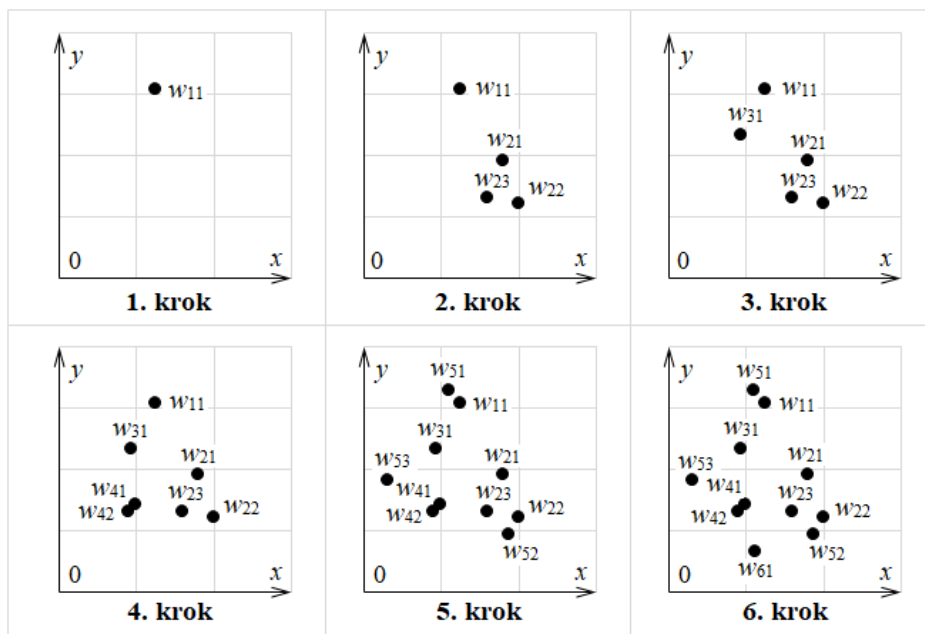 y
w11
0
x
1. krok
y
w11
w21
w23
w22
0
x
2. krok
y
w11
w31
w21
w23
w22
0
x
3. krok
y
w11
w31
w21
w41
w23
w42
w22
0
x
4. krok
w51
y
w11
w31
w53
w21
w41
w23
w42
w22
w52
0
x
5. krok
w51
y
w11
w31
w53
w21
w41
w23
w42
w22
w52
w61
0
x
6. krok